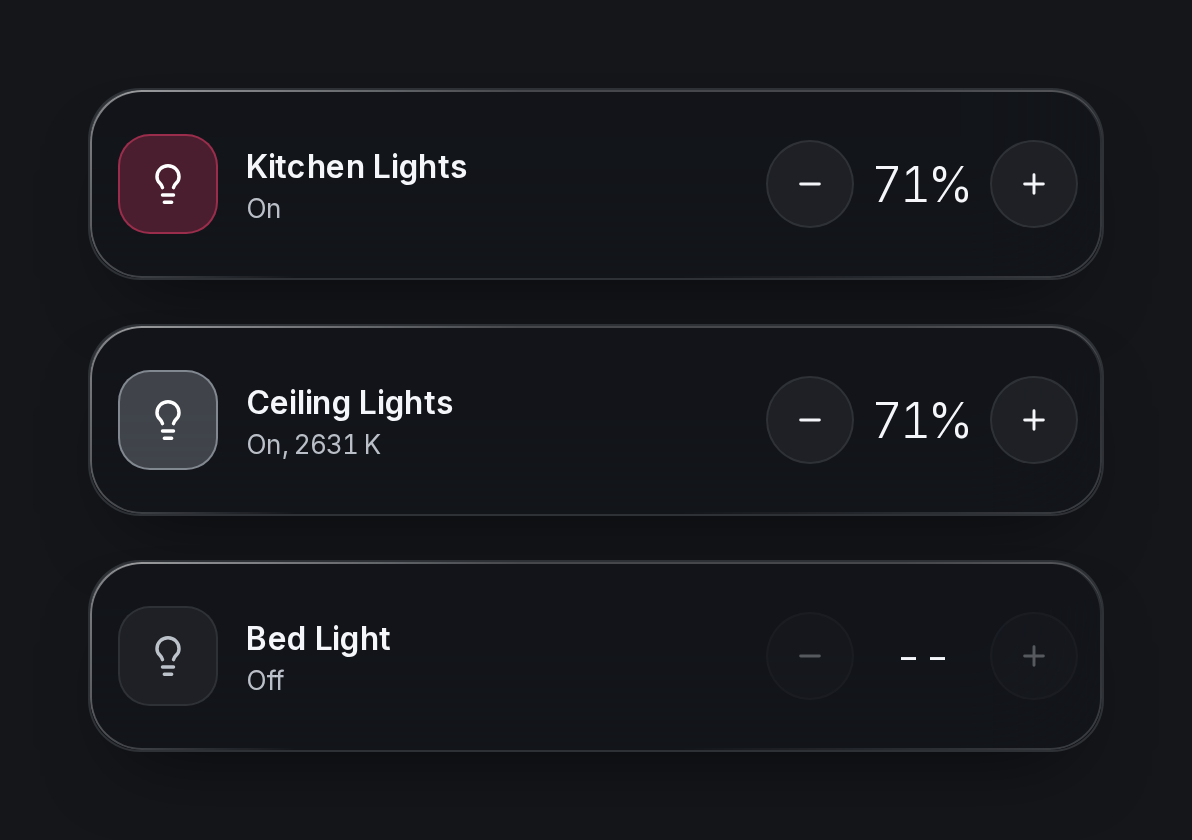 Kitchen Lights
On
− 71% +
Ceiling Lights
On, 2631 K
− 71% +
Bed Light
Off
− -- +